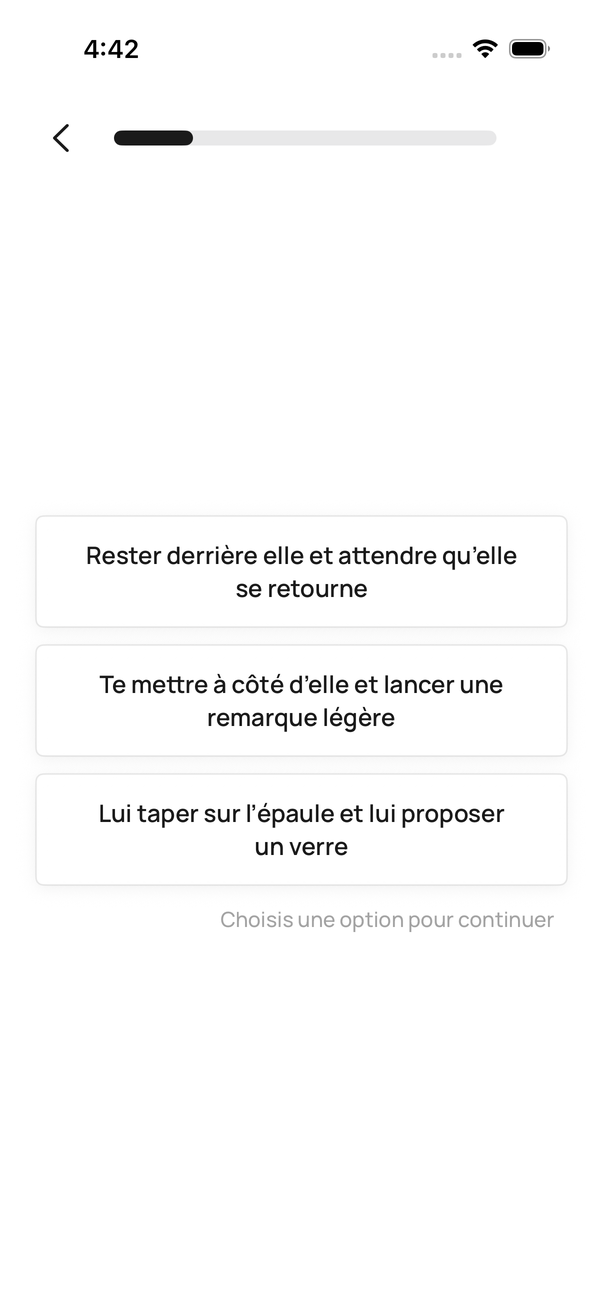 4:42
Rester derrière elle et attendre qu’elle
se retourne
Te mettre à côté d’elle et lancer une
remarque légère
Lui taper sur l’épaule et lui proposer
un verre
Choisis une option pour continuer